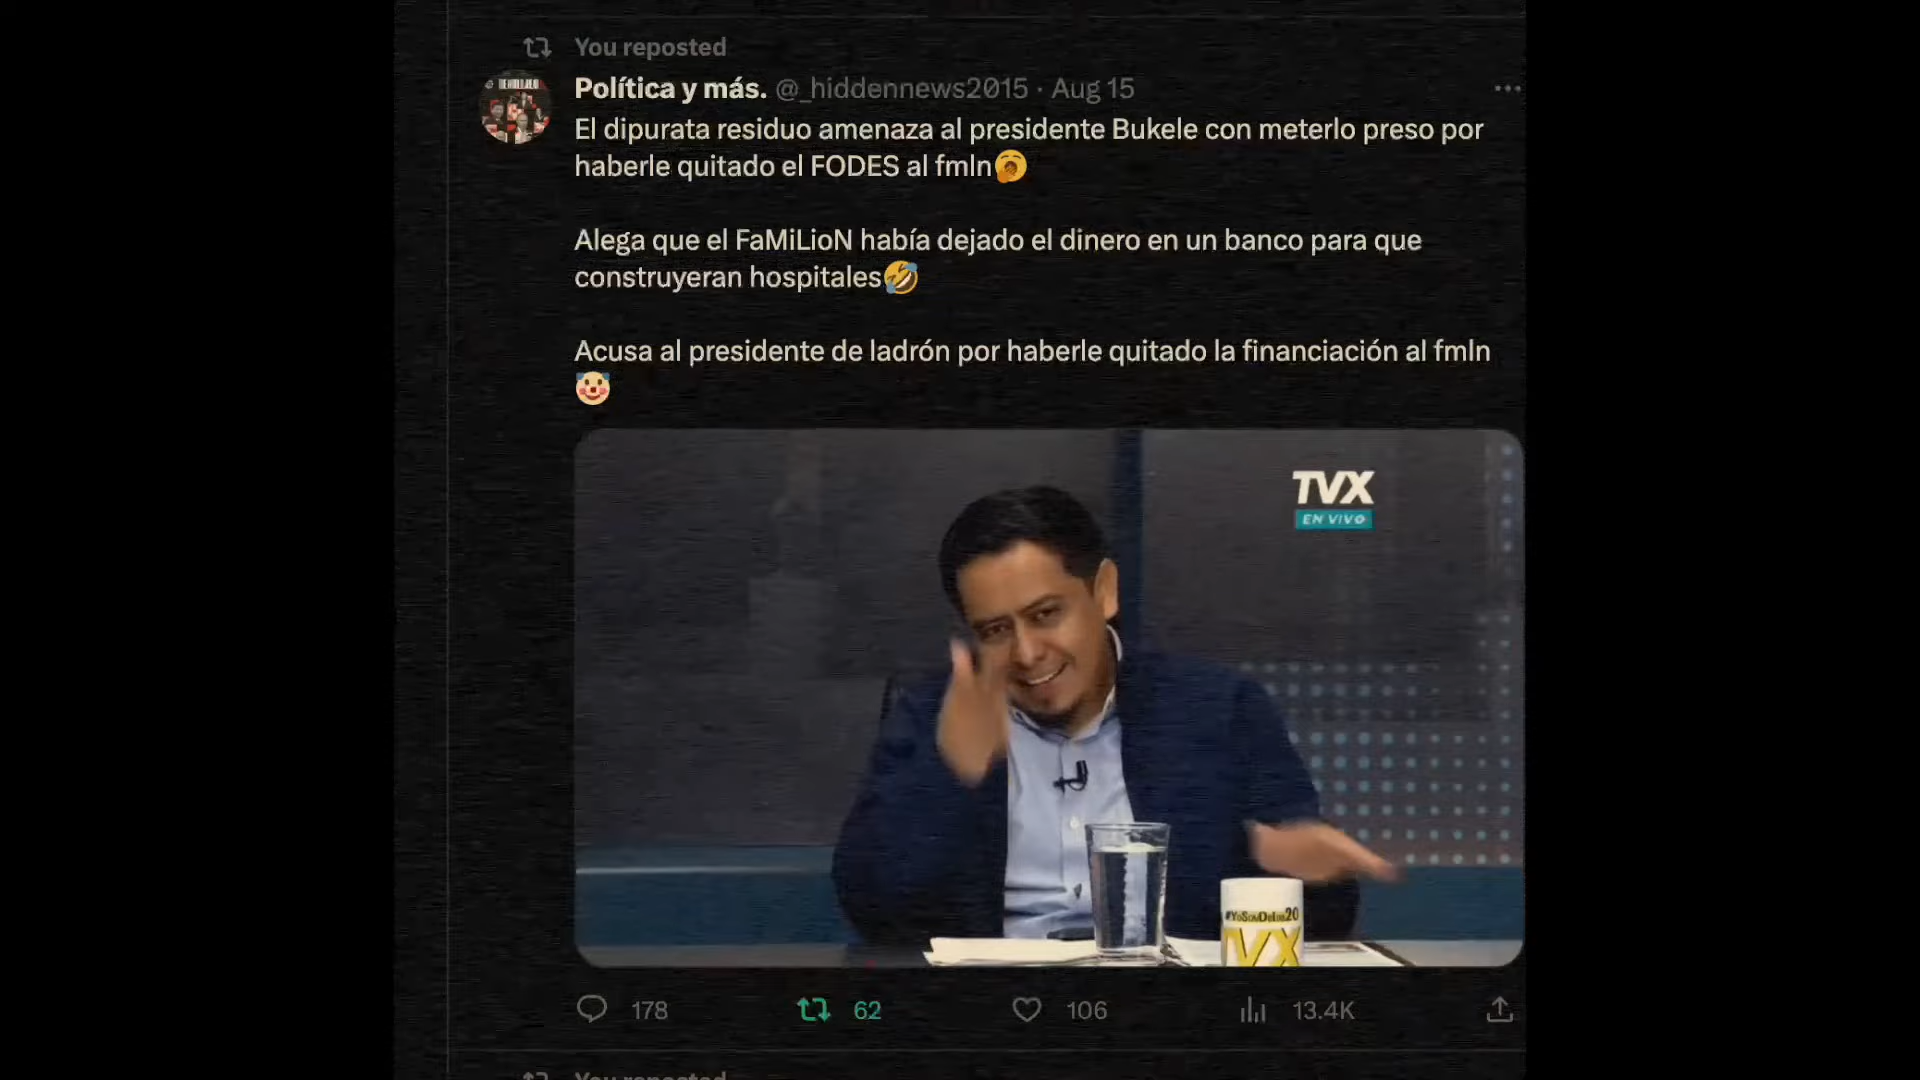 You reposted
Política y más. @_hiddennews2015 · Aug 15
El dipurata residuo amenaza al presidente Bukele con meterlo preso por
haberle quitado el FODES al fmln🥱
Alega que el FaMiLioN había dejado el dinero en un banco para que
construyeran hospitales🤣
Acusa al presidente de ladrón por haberle quitado la financiación al fmln
🤡
TVX
EN VIVO
#YoSoyDelos20
TVX
178
62
106
13.4K
You reposted